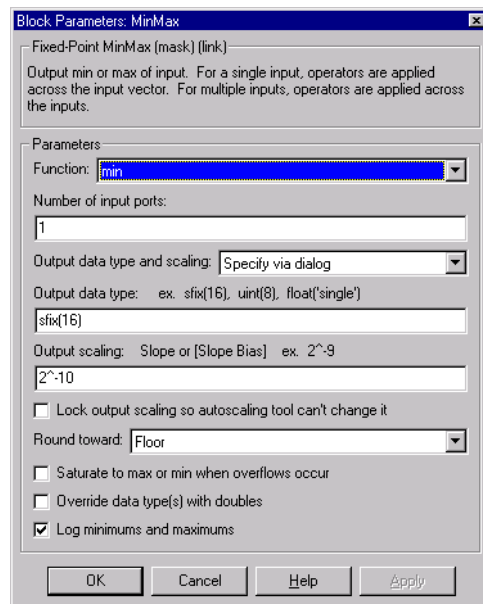 Block Parameters: MinMax
Fixed-Point MinMax (mask) (link)
Output min or max of input. For a single input, operators are applied
across the input vector. For multiple inputs, operators are applied across
the inputs.
Parameters
Function: min
Number of input ports:
1
Output data type and scaling: Specify via dialog
Output data type: ex. sfix(16), uint(8), float('single')
sfix(16)
Output scaling: Slope or [Slope Bias] ex. 2^-9
2^-10
Lock output scaling so autoscaling tool can't change it
Round toward: Floor
Saturate to max or min when overflows occur
Override data type(s) with doubles
Log minimums and maximums
OK Cancel Help Apply